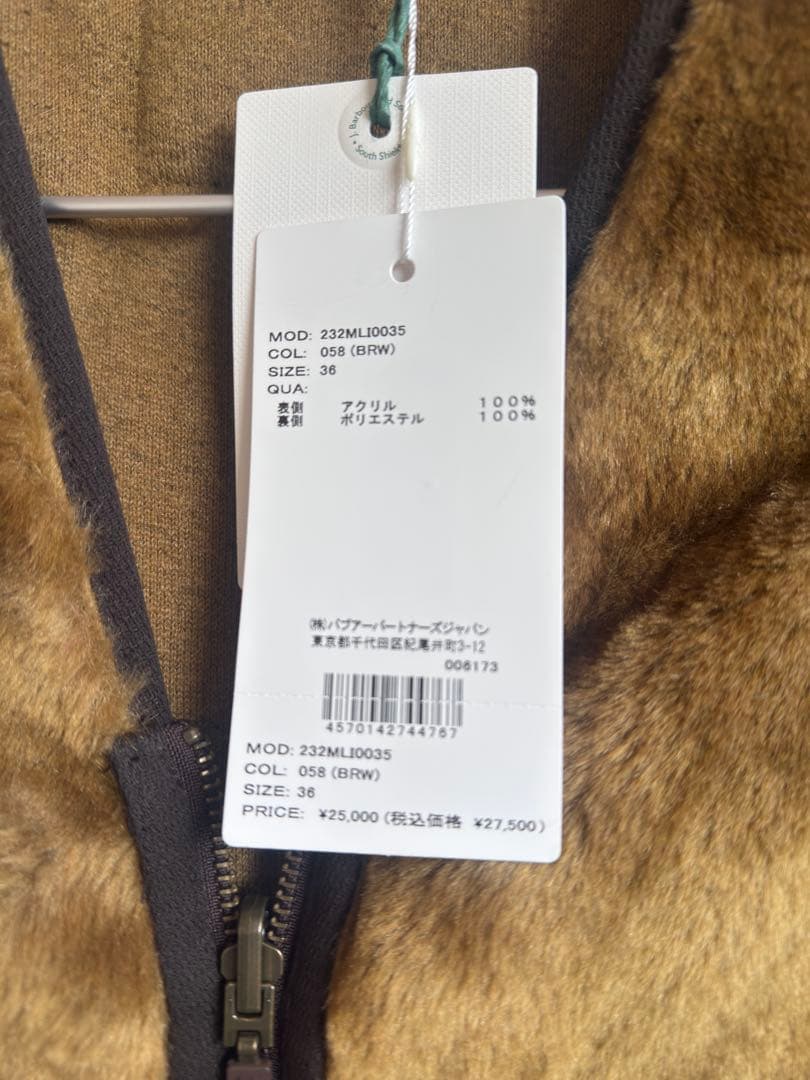 J. Barbour
South Shields
MOD: 232MLI0035
COL: 058 (BRW)
SIZE: 36
QUA:
表側 アクリル 100%
裏側 ポリエステル 100%
(株)バブアーパートナーズジャパン
東京都千代田区紀尾井町3-12
006173
4570142744767
MOD: 232MLI0035
COL: 058 (BRW)
SIZE: 36
PRICE: ¥25,000 (税込価格 ¥27,500)